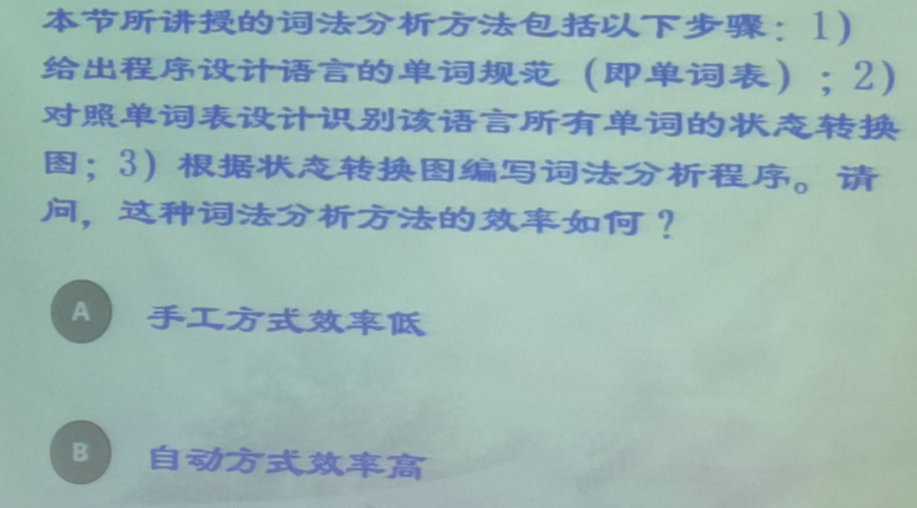 本节所讲授的词法分析方法包括以下步骤：1）
给出程序设计语言的单词规范（即单词表）；2）
对照单词表设计识别该语言所有单词的状态转换
图；3）根据状态转换图编写词法分析程序。请
问，这种词法分析方法的效率如何？
A 手工方式效率低
B 自动方式效率高